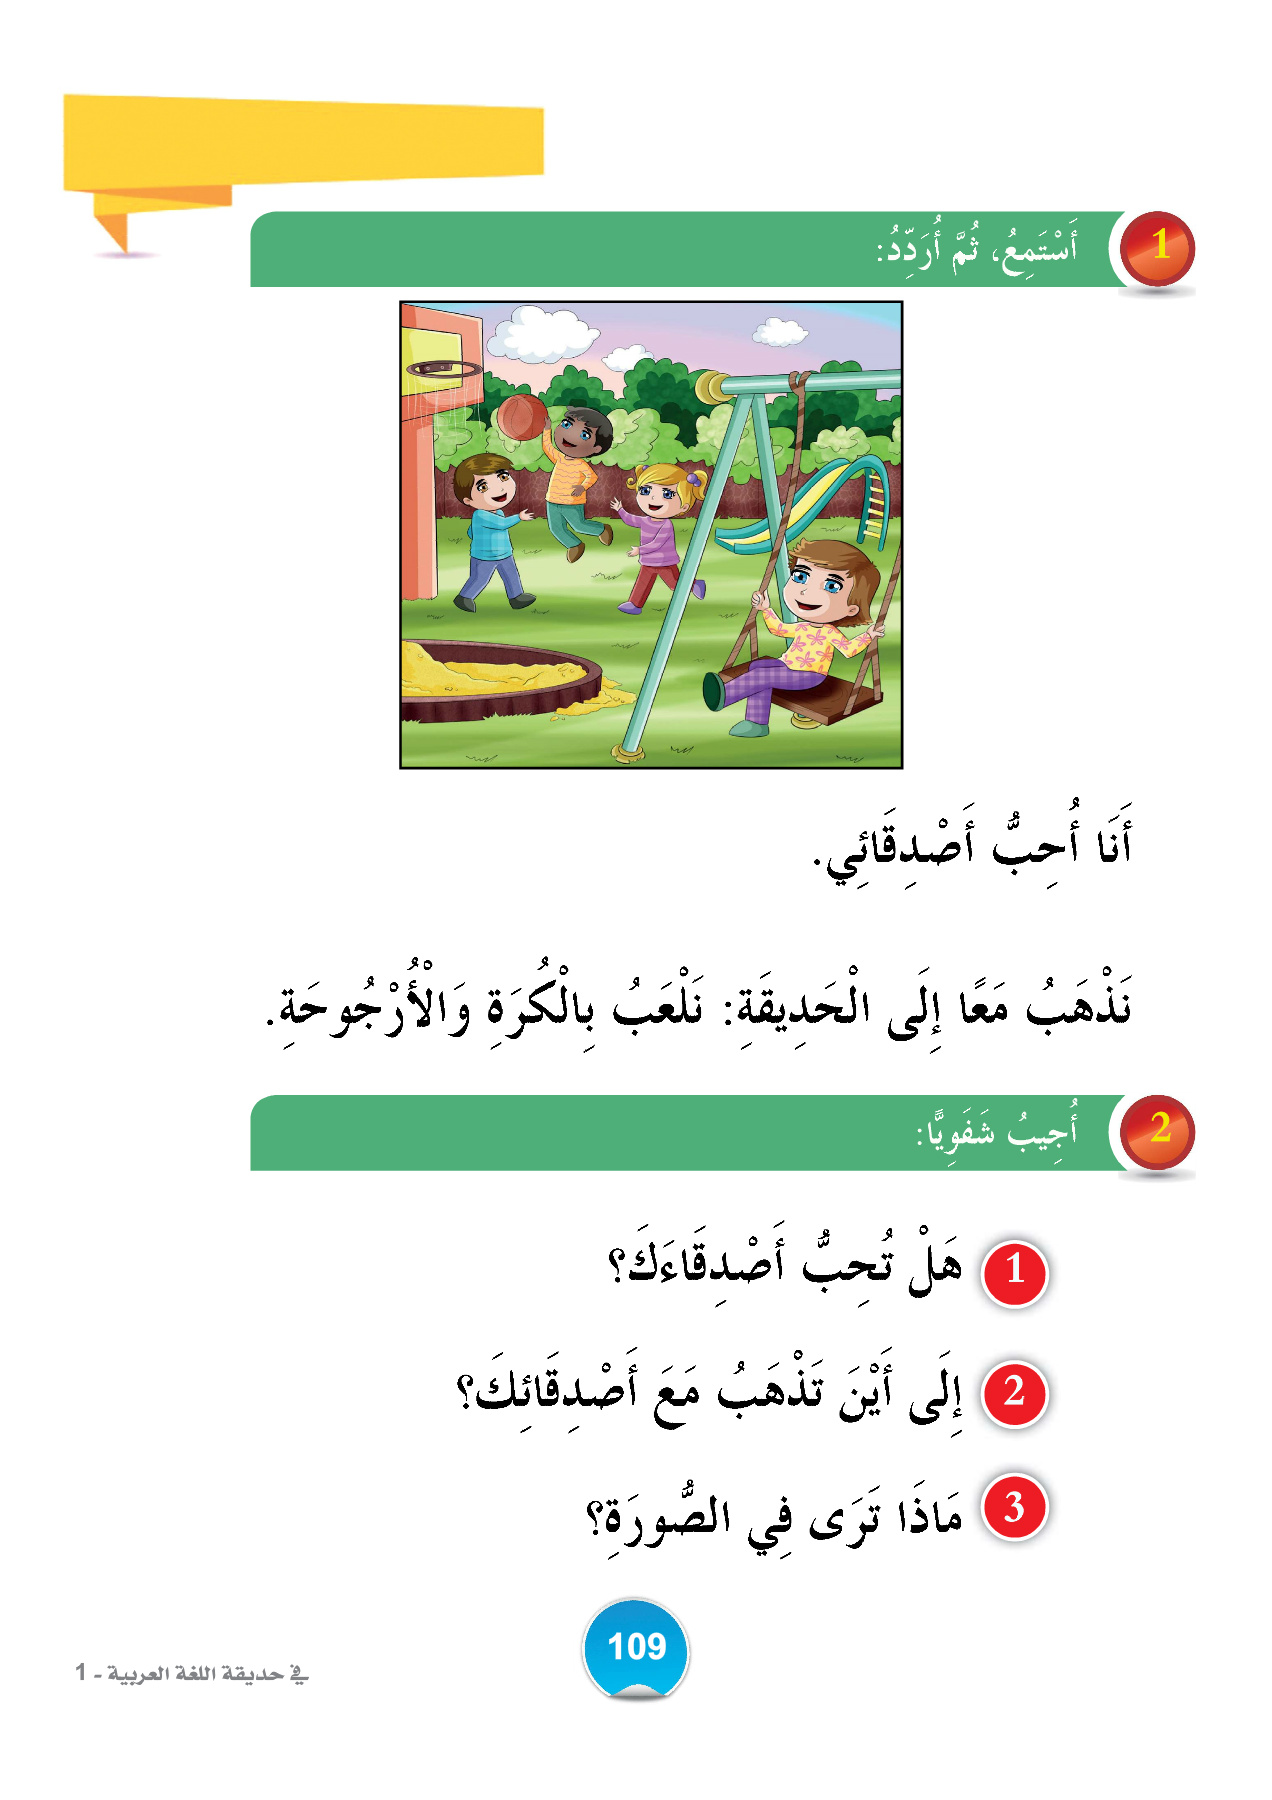 1 أَسْتَمِعُ، ثُمَّ أُرَدِّدُ:
أَنَا أُحِبُّ أَصْدِقَائِي.
نَذْهَبُ مَعًا إِلَى الْحَدِيقَةِ: نَلْعَبُ بِالْكُرَةِ وَالْأُرْجُوحَةِ.
2 أُجِيبُ شَفَوِيًّا:
1 هَلْ تُحِبُّ أَصْدِقَاءَكَ؟
2 إِلَى أَيْنَ تَذْهَبُ مَعَ أَصْدِقَائِكَ؟
3 مَاذَا تَرَى فِي الصُّورَةِ؟
109
في حديقة اللغة العربية - 1